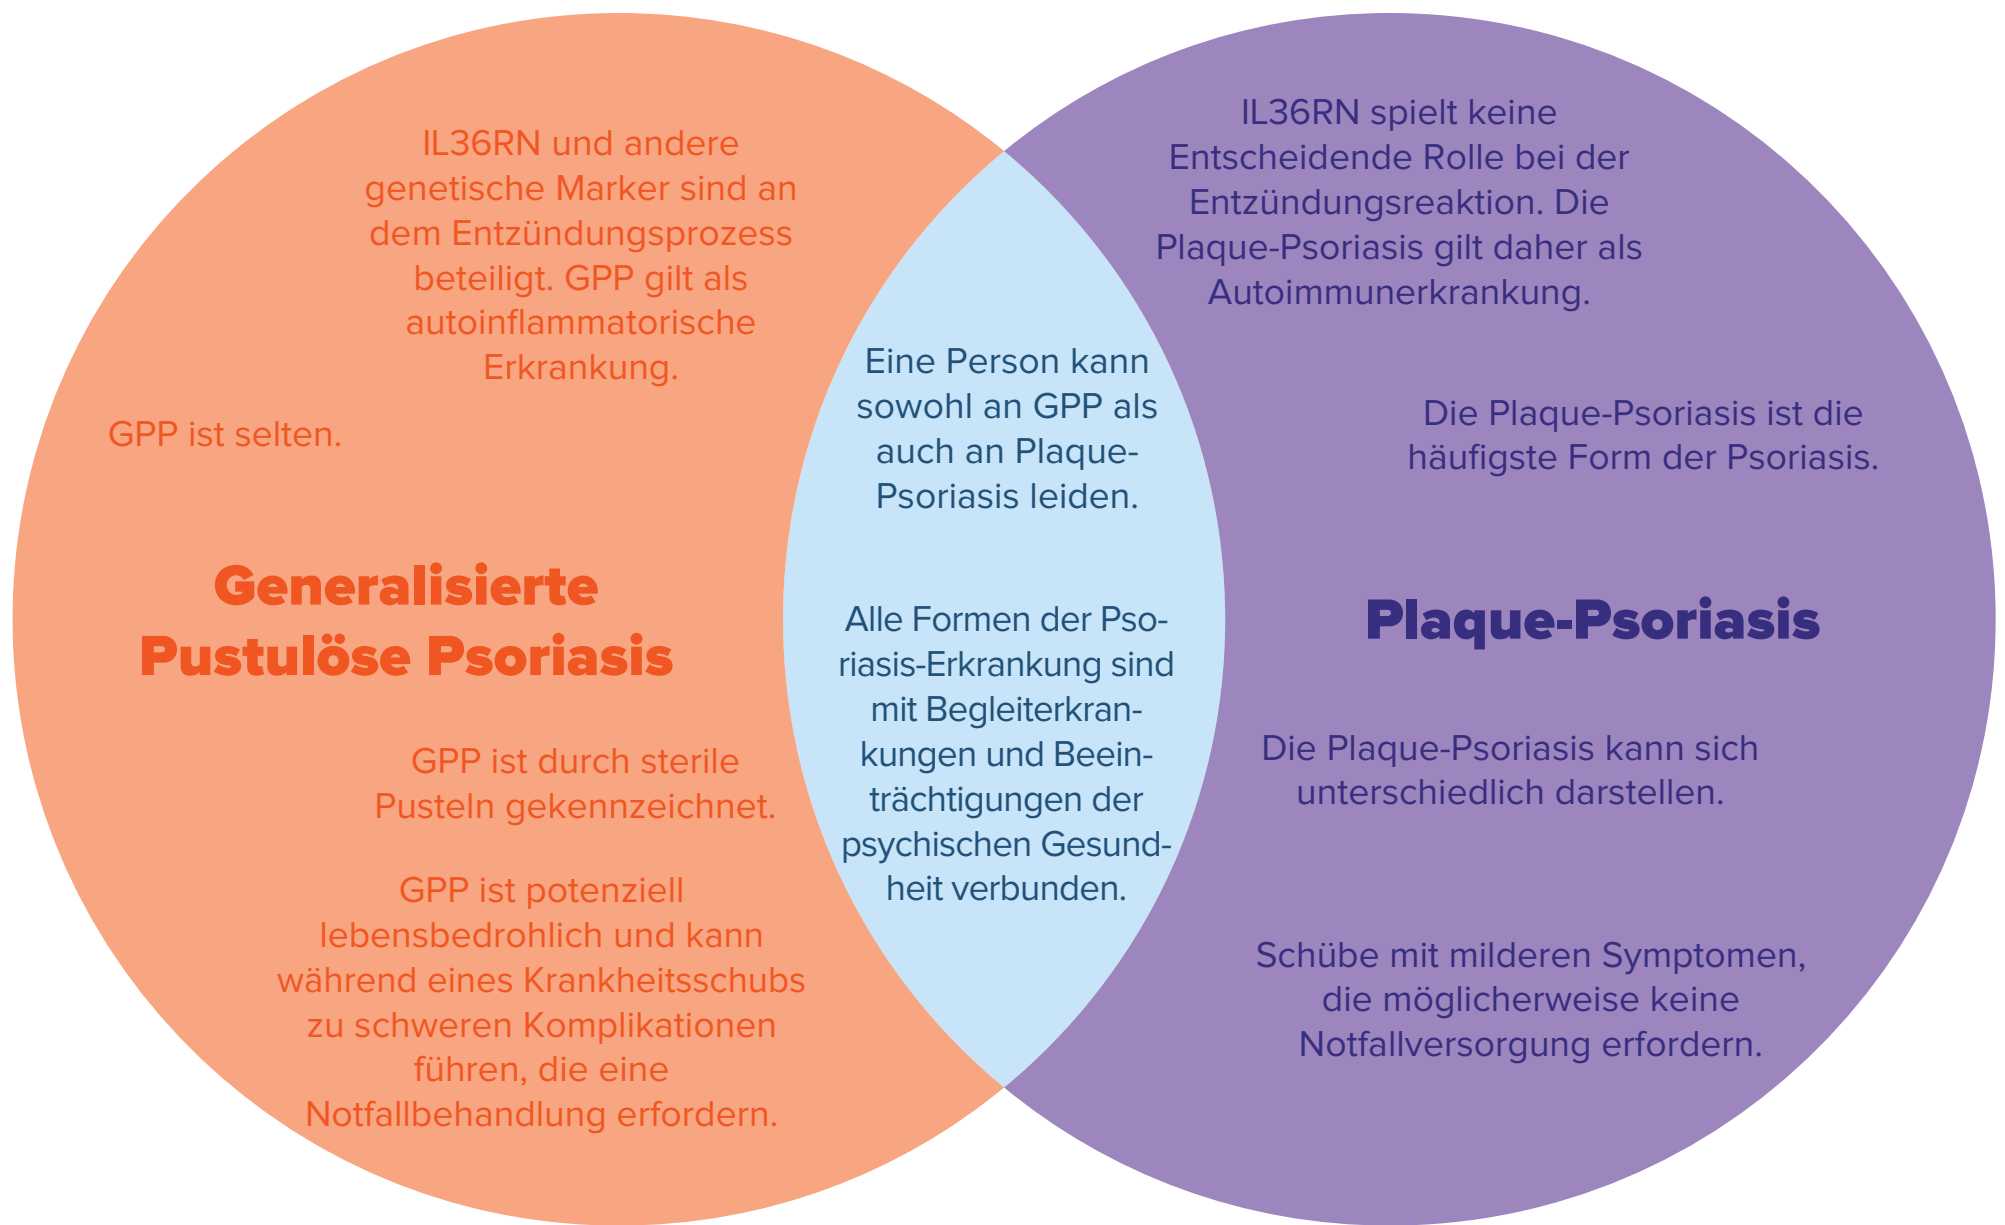 IL36RN und andere
genetische Marker sind an
dem Entzündungsprozess
beteiligt. GPP gilt als
autoinflammatorische
Erkrankung.
GPP ist selten.
Generalisierte
Pustulöse Psoriasis
GPP ist durch sterile
Pusteln gekennzeichnet.
GPP ist potenziell
lebensbedrohlich und kann
während eines Krankheitsschubs
zu schweren Komplikationen
führen, die eine
Notfallbehandlung erfordern.
Eine Person kann
sowohl an GPP als
auch an Plaque-
Psoriasis leiden.
Alle Formen der Pso-
riasis-Erkrankung sind
mit Begleiterkran-
kungen und Beein-
trächtigungen der
psychischen Gesund-
heit verbunden.
IL36RN spielt keine
Entscheidende Rolle bei der
Entzündungsreaktion. Die
Plaque-Psoriasis gilt daher als
Autoimmunerkrankung.
Die Plaque-Psoriasis ist die
häufigste Form der Psoriasis.
Plaque-Psoriasis
Die Plaque-Psoriasis kann sich
unterschiedlich darstellen.
Schübe mit milderen Symptomen,
die möglicherweise keine
Notfallversorgung erfordern.